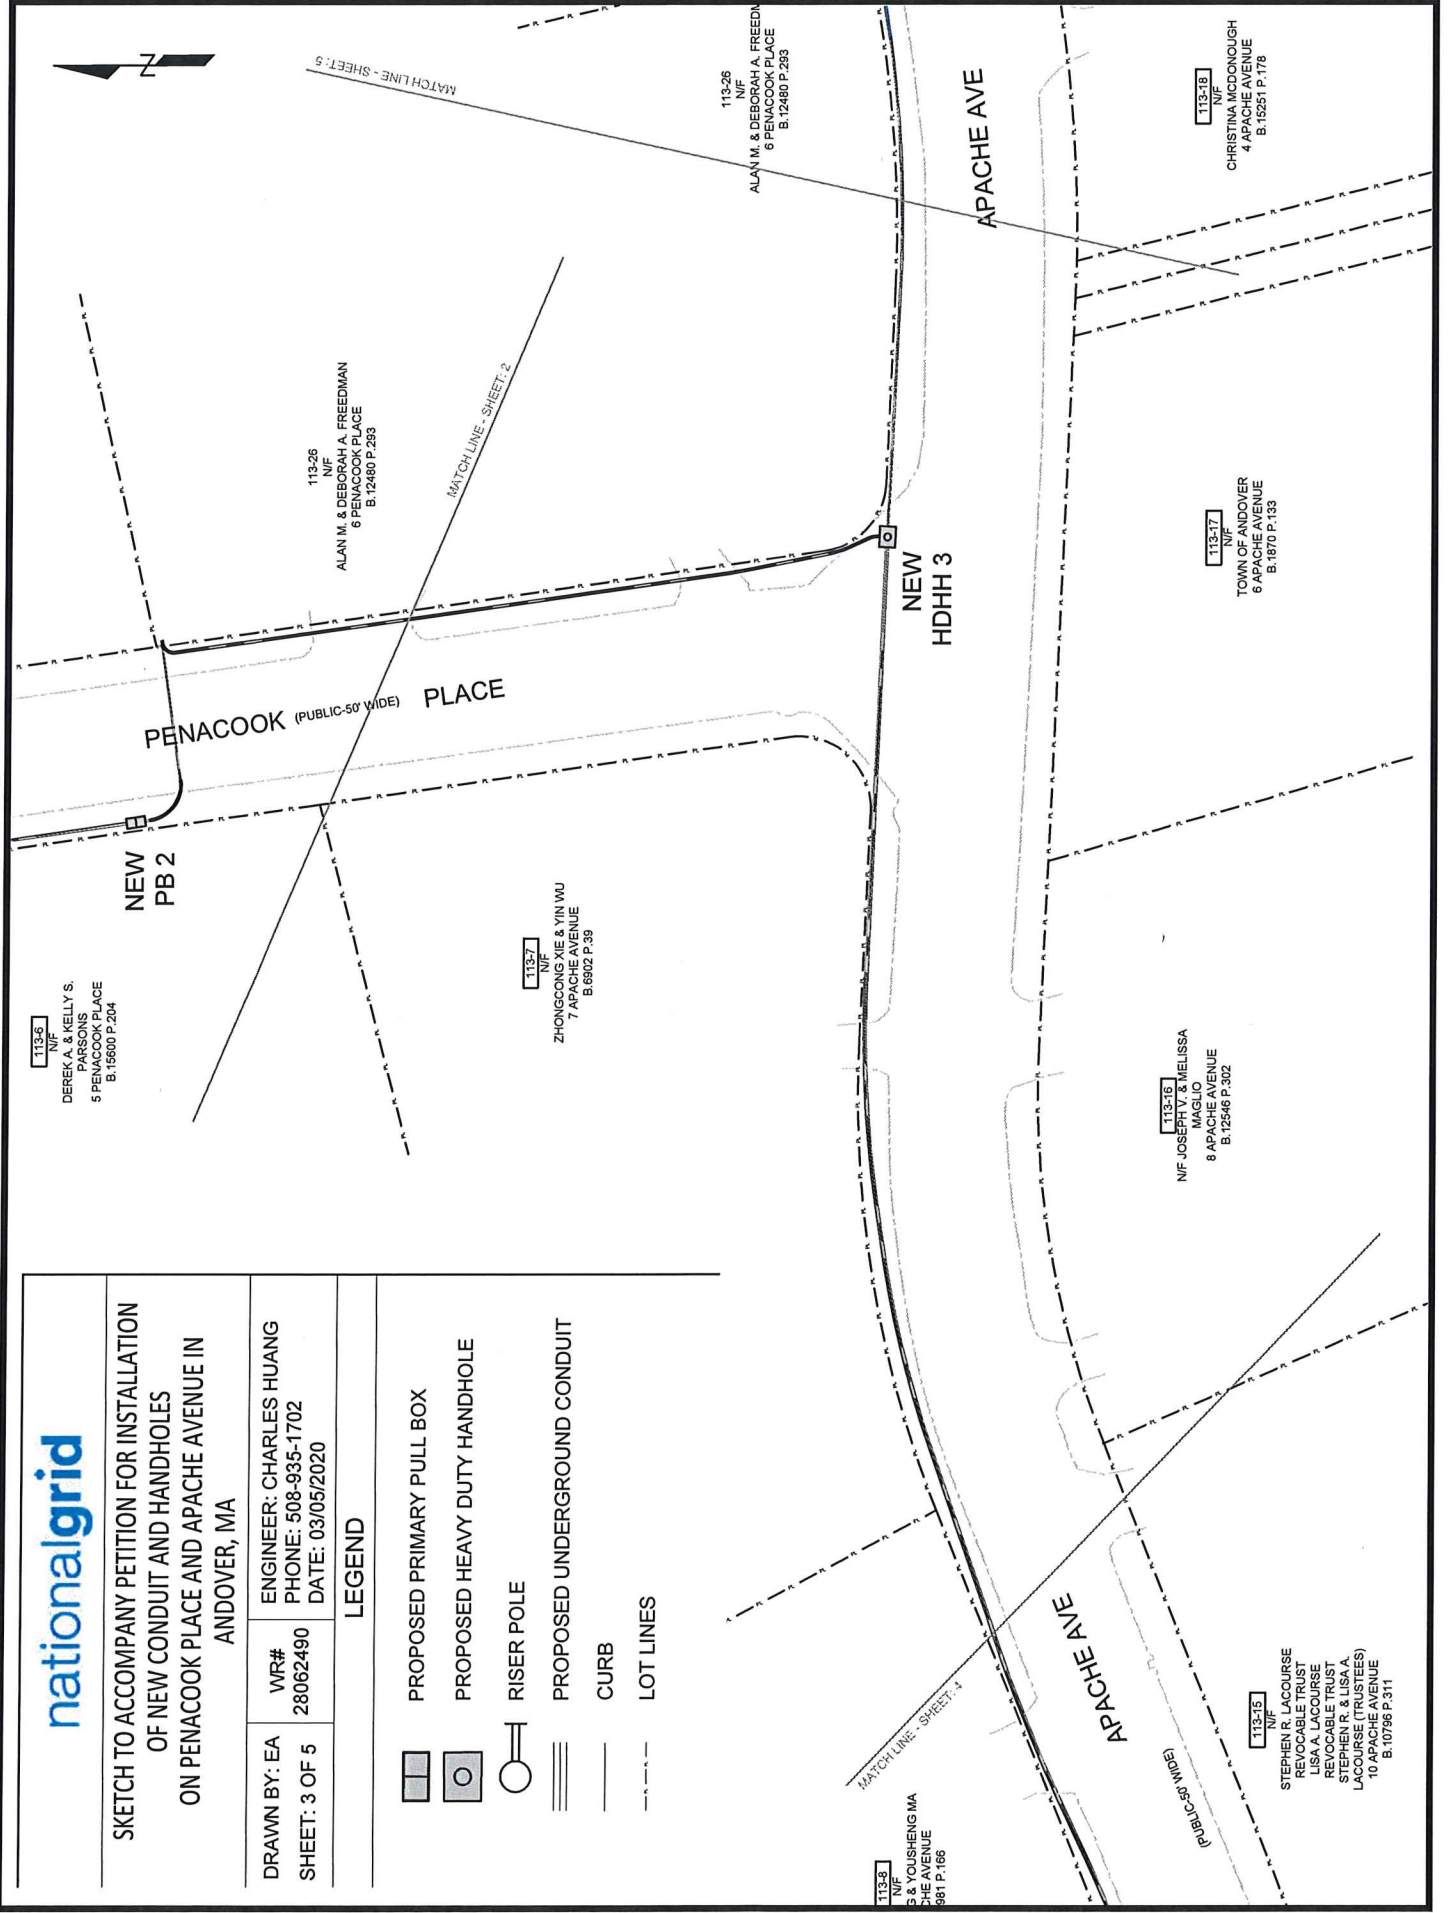 nationalgrid
SKETCH TO ACCOMPANY PETITION FOR INSTALLATION
OF NEW CONDUIT AND HANDHOLES
ON PENACOOK PLACE AND APACHE AVENUE IN
ANDOVER, MA
DRAWN BY: EA
SHEET: 3 OF 5
WR#
28062490
ENGINEER: CHARLES HUANG
PHONE: 508-935-1702
DATE: 03/05/2020
LEGEND
PROPOSED PRIMARY PULL BOX
PROPOSED HEAVY DUTY HANDHOLE
RISER POLE
PROPOSED UNDERGROUND CONDUIT
CURB
LOT LINES
113-6
N/F
DEREK A. & KELLY S.
PARSONS
5 PENACOOK PLACE
B.15600 P.204
NEW
PB 2
PENACOOK (PUBLIC-50' WIDE) PLACE
N
MATCH LINE - SHEET: 5
113-26
N/F
ALAN M. & DEBORAH A. FREEDMAN
6 PENACOOK PLACE
B.12480 P.293
MATCH LINE - SHEET: 2
113-7
N/F
ZHONGCONG XIE & YIN WU
7 APACHE AVENUE
B.6902 P.39
113-26
N/F
ALAN M. & DEBORAH A. FREEDM
6 PENACOOK PLACE
B.12480 P.293
NEW
HDHH 3
APACHE AVE
113-8
N/F
G & YOUSHENG MA
CHE AVENUE
981 P.166
MATCH LINE - SHEET: 4
APACHE AVE
(PUBLIC-50' WIDE)
113-15
N/F
STEPHEN R. LACOURSE
REVOCABLE TRUST
LISA A. LACOURSE
REVOCABLE TRUST
STEPHEN R. & LISA A.
LACOURSE (TRUSTEES)
10 APACHE AVENUE
B.10796 P.311
113-16
N/F JOSEPH V. & MELISSA
MAGLIO
8 APACHE AVENUE
B.12546 P.302
113-17
N/F
TOWN OF ANDOVER
6 APACHE AVENUE
B.1870 P.133
113-18
N/F
CHRISTINA MCDONOUGH
4 APACHE AVENUE
B.15251 P.178